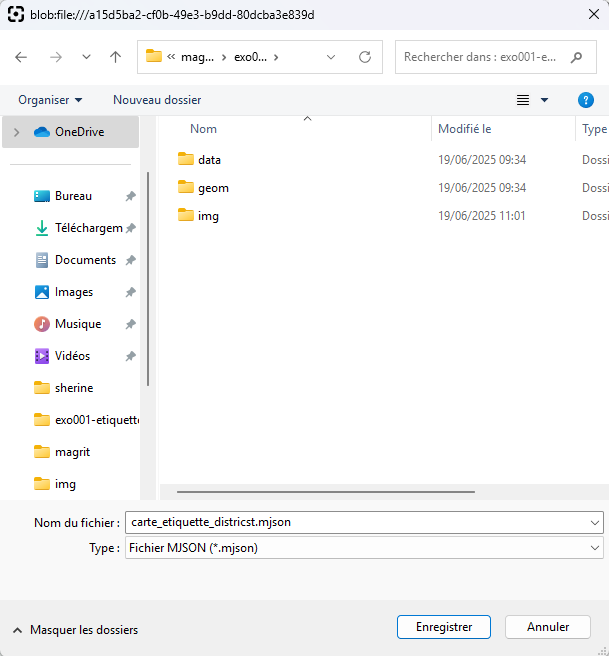 blob:file:///a15d5ba2-cf0b-49e3-b9dd-80dcba3e839d
« mag... › exo0... ›
Rechercher dans : exo001-e...
Organiser
Nouveau dossier
?
OneDrive
Bureau
Téléchargem
Documents
Images
Musique
Vidéos
sherine
exo001-etiquette
magrit
img
Nom Modifié le Type
data 19/06/2025 09:34 Dossi
geom 19/06/2025 09:34 Dossi
img 19/06/2025 11:01 Dossi
Nom du fichier : carte_etiquette_districst.mjson
Type : Fichier MJSON (*.mjson)
Masquer les dossiers
Enregistrer
Annuler